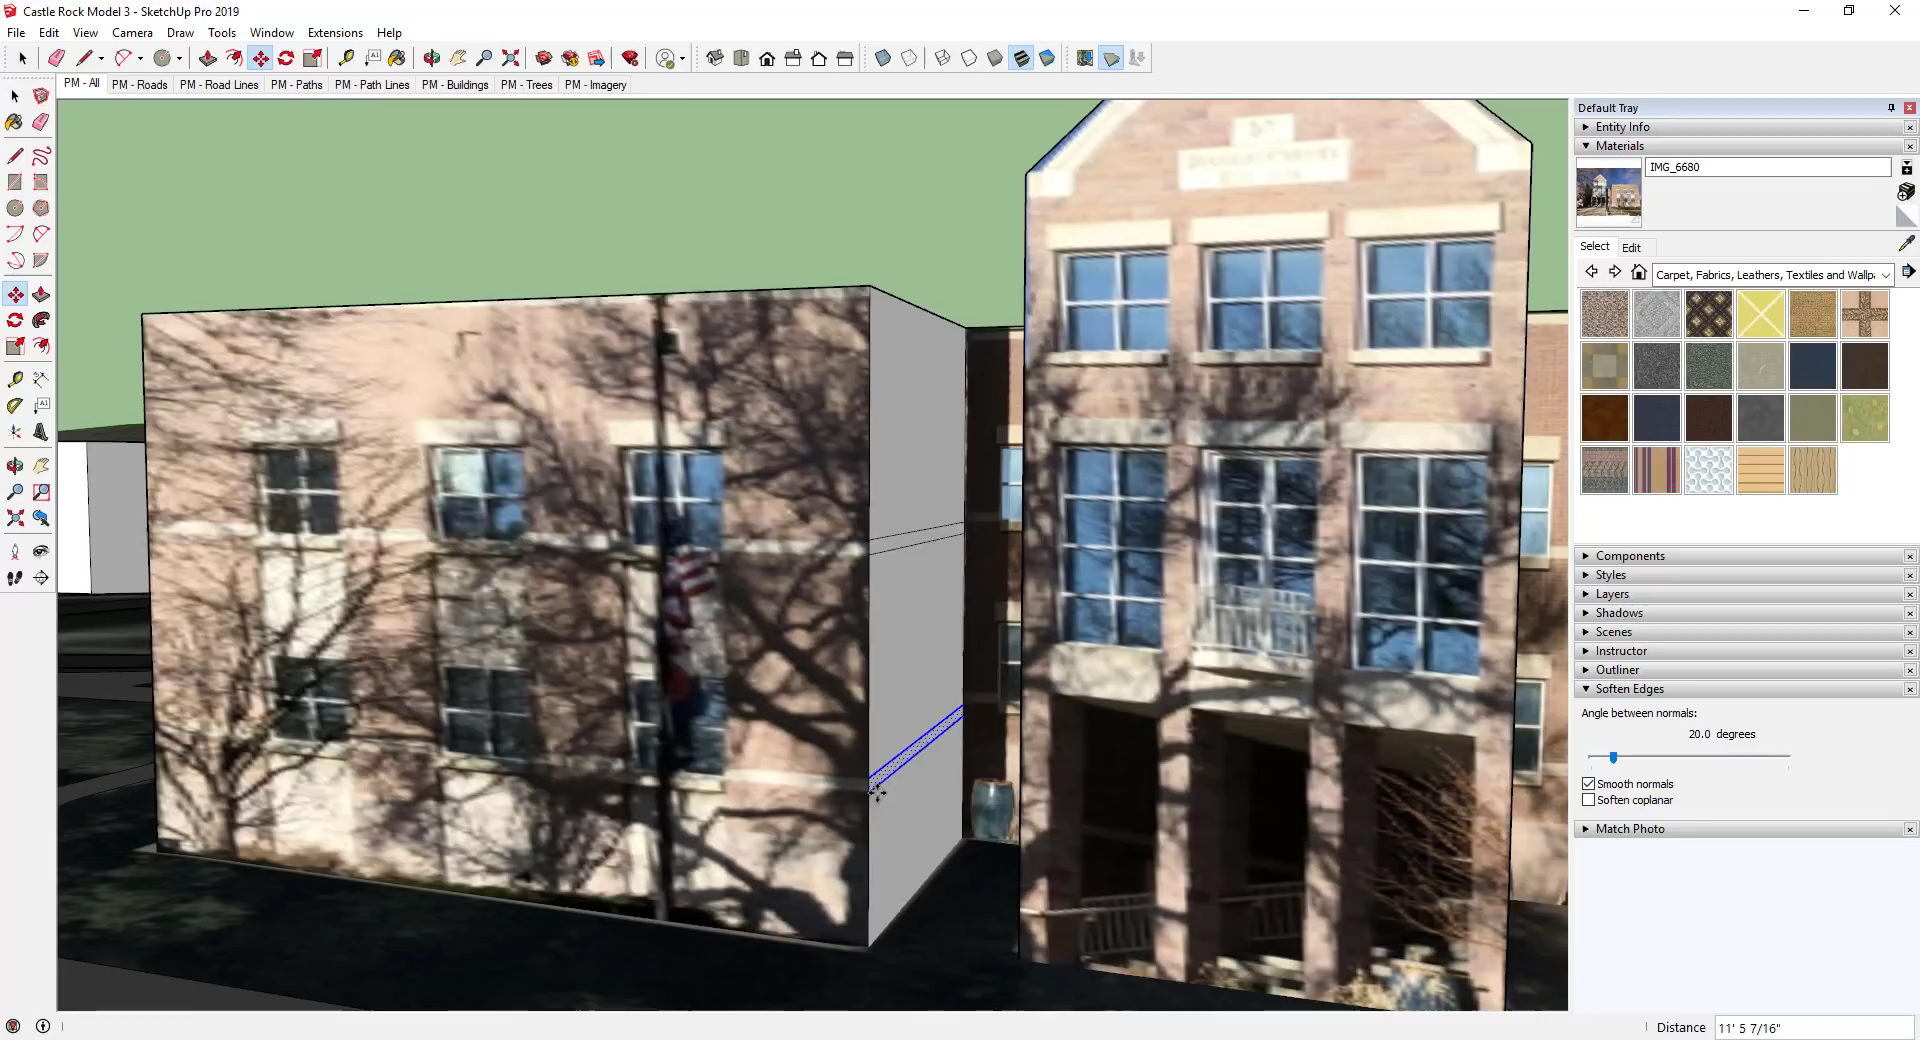 Castle Rock Model 3 - SketchUp Pro 2019
File Edit View Camera Draw Tools Window Extensions Help
PM - All PM - Roads PM - Road Lines PM - Paths PM - Path Lines PM - Buildings PM - Trees PM - Imagery
Default Tray
Entity Info
Materials
IMG_6680
Select Edit
Carpet, Fabrics, Leathers, Textiles and Wallp
Components
Styles
Layers
Shadows
Scenes
Instructor
Outliner
Soften Edges
Angle between normals:
20.0 degrees
Smooth normals
Soften coplanar
Match Photo
Distance 11' 5 7/16"